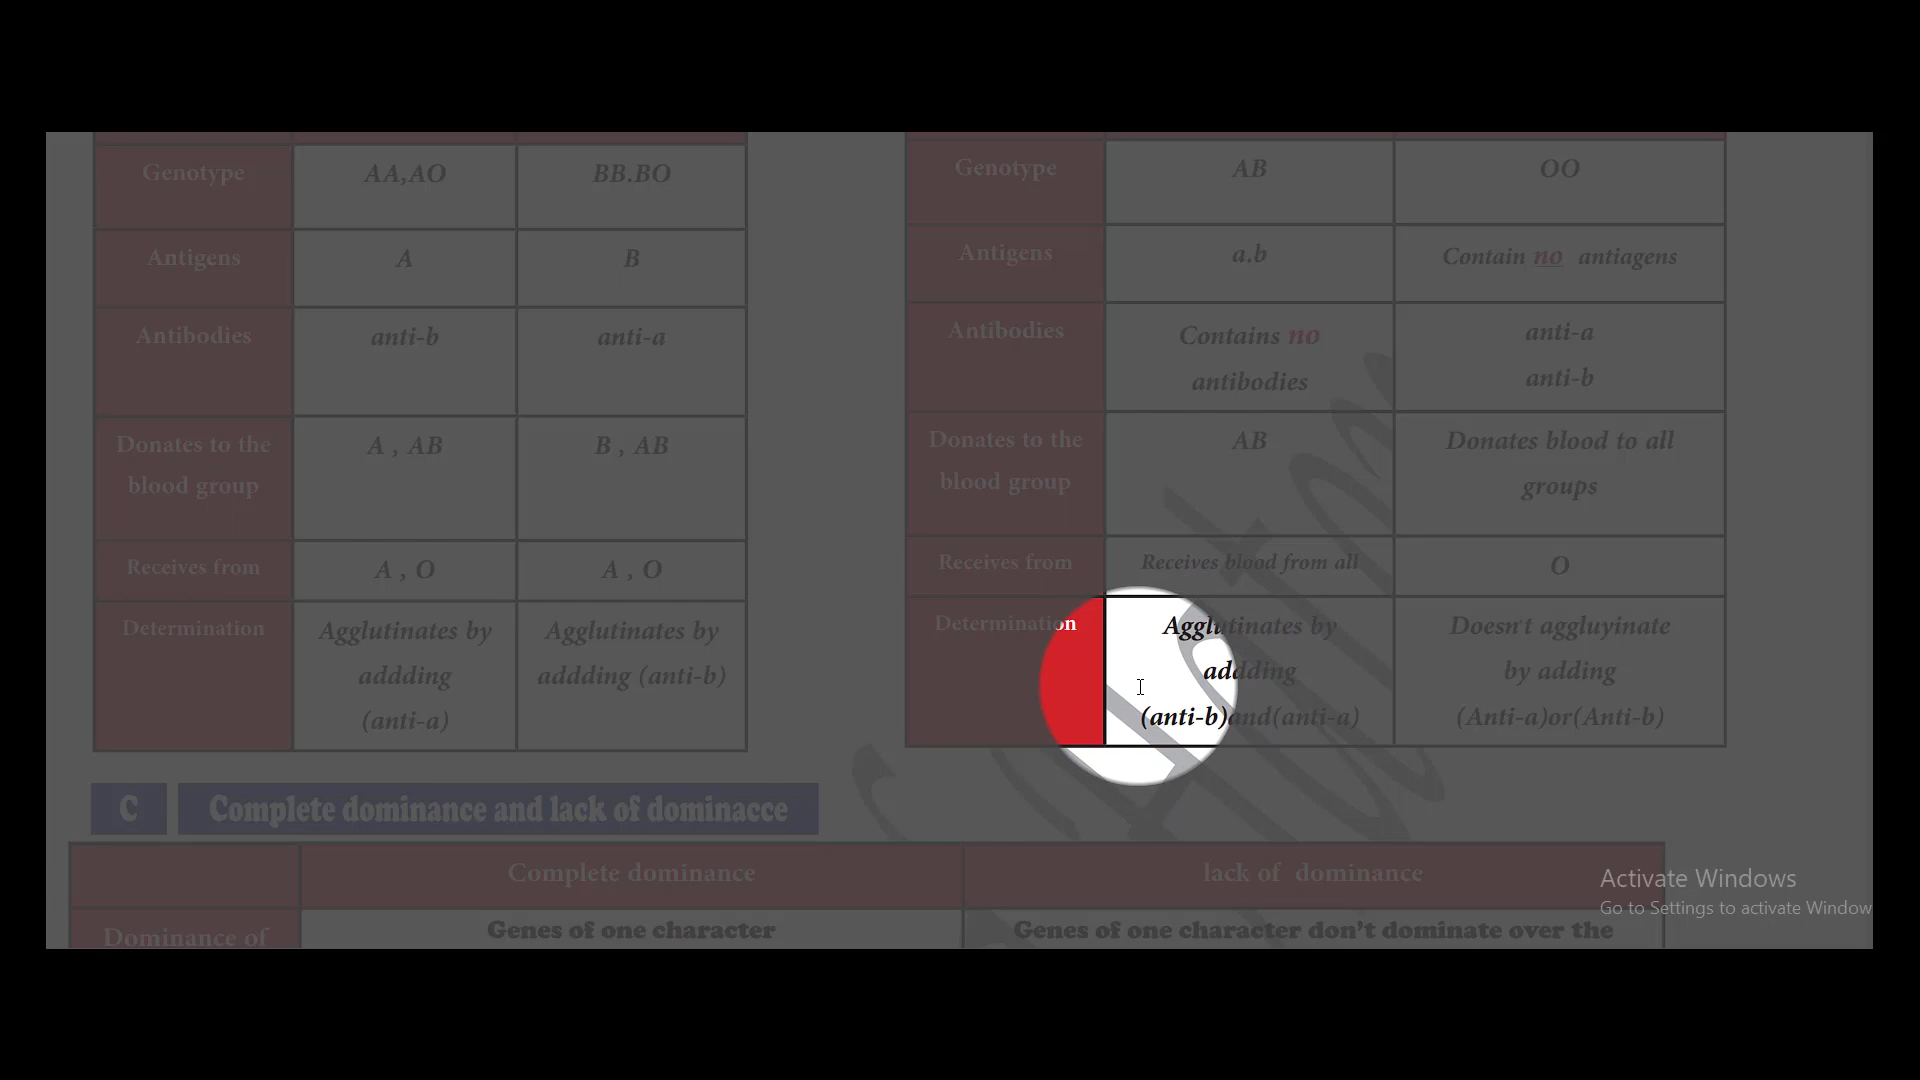 Genotype AA,AO BB.BO
Antigens A B
Antibodies anti-b anti-a
Donates to the A , AB B , AB
blood group
Receives from A , O A , O
Determination Agglutinates by Agglutinates by
addding addding (anti-b)
(anti-a)
Genotype AB OO
Antigens a.b Contain no antiagens
Antibodies Contains no anti-a
antibodies anti-b
Donates to the AB Donates blood to all
blood group groups
Receives from Receives blood from all O
Determination Agglutinates by Doesn't aggluyinate
addding by adding
(anti-b)and(anti-a) (Anti-a)or(Anti-b)
C Complete dominance and lack of dominacce
Complete dominance lack of dominance
Dominance of Genes of one character Genes of one character don't dominate over the
Activate Windows
Go to Settings to activate Window